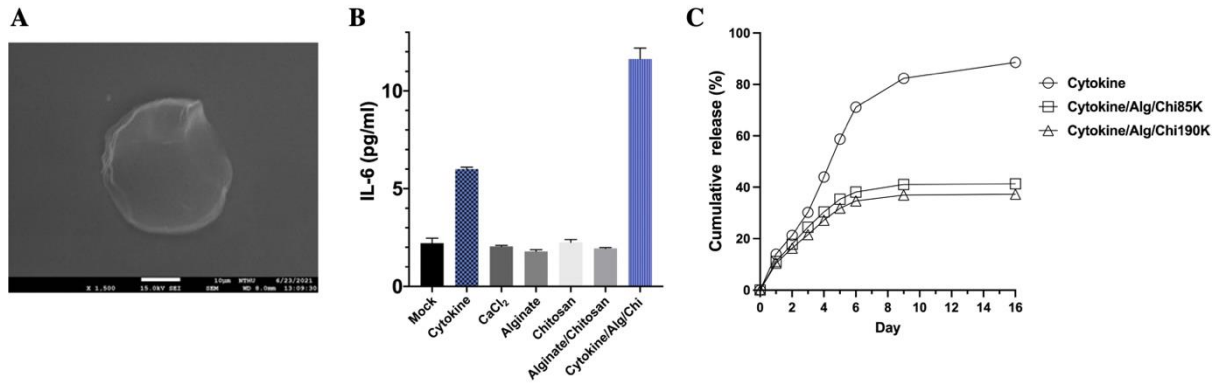 A
X 1,500 15.0kV SEI 10μm NTHU 6/23/2021
SEM WD 8.0mm 13:09:30
B
IL-6 (pg/ml)
10
5
0
Mock
Cytokine
CaCl₂
Alginate
Chitosan
Alginate/Chitosan
Cytokine/Alg/Chi
C
Cumulative release (%)
100
80
60
40
20
0
0 2 4 6 8 10 12 14 16
Day
Cytokine
Cytokine/Alg/Chi85K
Cytokine/Alg/Chi190K